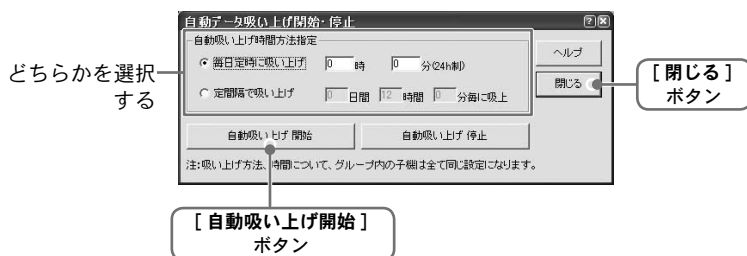 自動データ吸い上げ開始・停止
自動吸い上げ時間方法指定
毎日定時に吸い上げ 0 時 0 分(24h制)
定間隔で吸い上げ 0 日間 12 時間 0 分毎に吸上
ヘルプ
閉じる
どちらかを選択
する
[ 閉じる ]
ボタン
自動吸い上げ 開始 自動吸い上げ 停止
注:吸い上げ方法、時間について、グループ内の子機は全て同じ設定になります。
[ 自動吸い上げ開始 ]
ボタン